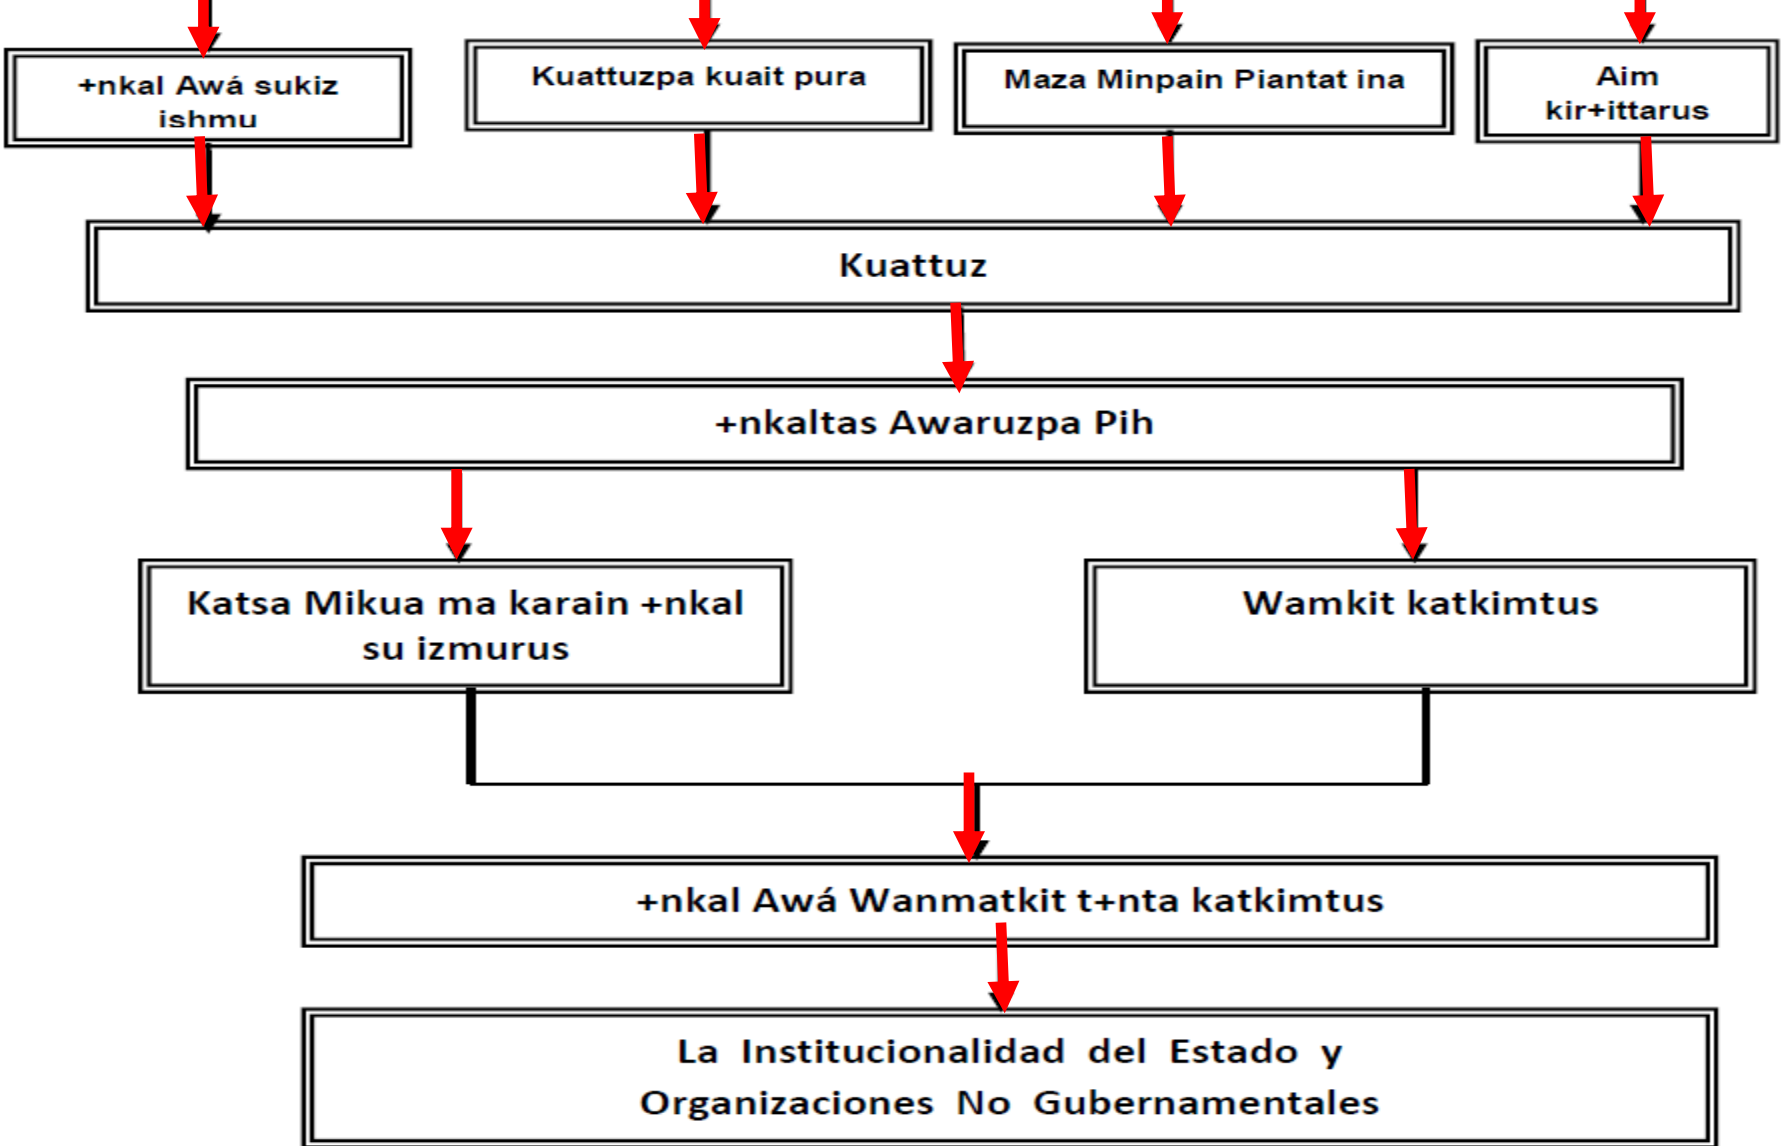 +nkal Awá sukiz
ishmu
Kuattuzpa kuait pura
Maza Minpain Piantat ina
Aim
kir+ittarus
Kuattuz
+nkaltas Awaruzpa Pih
Katsa Mikua ma karain +nkal
su izmurus
Wamkit katkimtus
+nkal Awá Wanmatkit t+nta katkimtus
La Institucionalidad del Estado y
Organizaciones No Gubernamentales